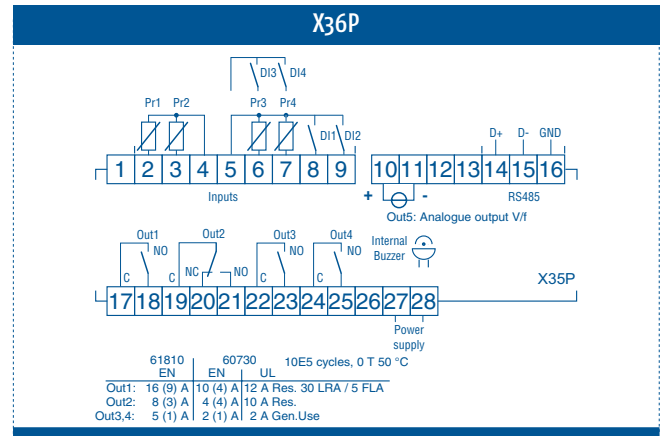 X36P
DI3 DI4
Pr1 Pr2 Pr3 Pr4
DI1 DI2
D+ D- GND
1 2 3 4 5 6 7 8 9 10 11 12 13 14 15 16
Inputs
+ - RS485
Out5: Analogue output V/f
Out1 Out2 Out3 Out4 Internal
Buzzer
NO NO NO
C C NC NO C C
X35P
17 18 19 20 21 22 23 24 25 26 27 28
Power
supply
61810 60730 10E5 cycles, 0 T 50 °C
EN EN UL
Out1: 16 (9) A 10 (4) A 12 A Res. 30 LRA / 5 FLA
Out2: 8 (3) A 4 (4) A 10 A Res.
Out3,4: 5 (1) A 2 (1) A 2 A Gen.Use